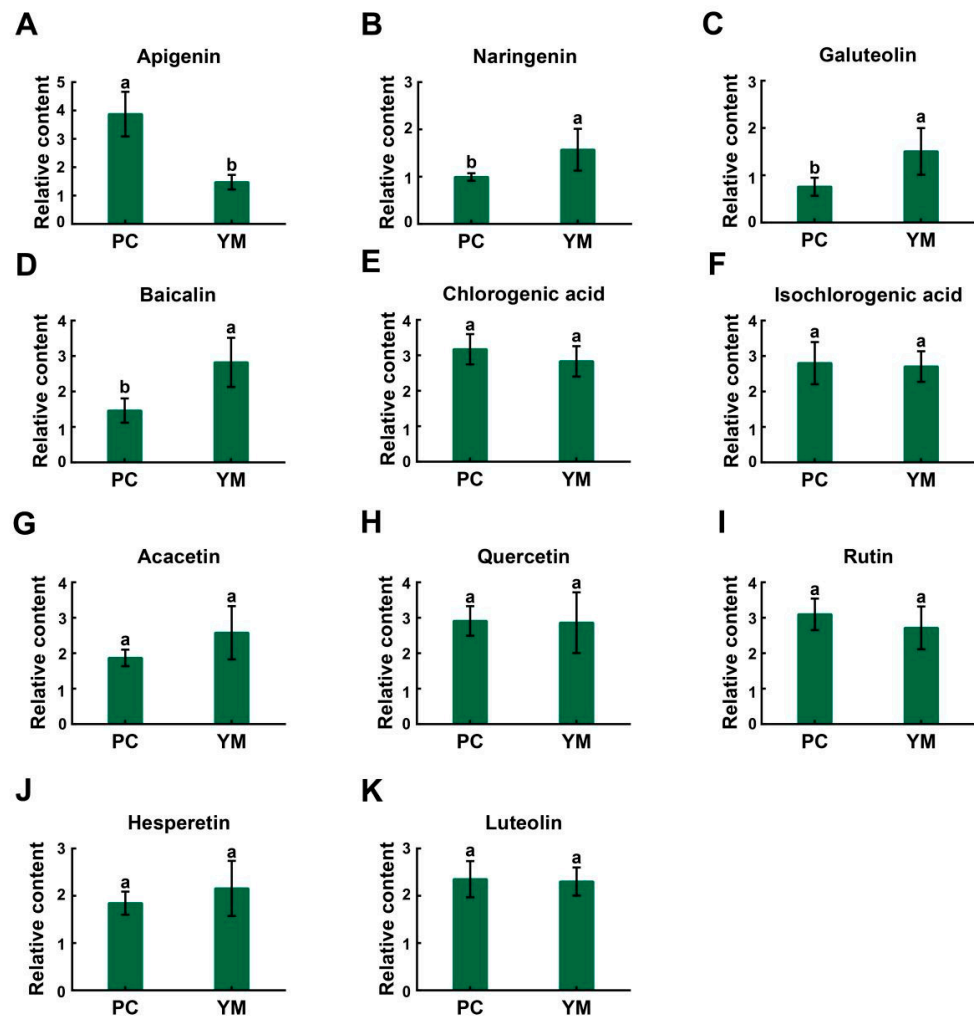 A
Apigenin
Relative content
5
4
3
2
1
0
a
b
PC YM
B
Naringenin
Relative content
3
2
1
0
b
a
PC YM
C
Galuteolin
Relative content
3
2
1
0
b
a
PC YM
D
Baicalin
Relative content
4
3
2
1
0
b
a
PC YM
E
Chlorogenic acid
Relative content
4
3
2
1
0
a
a
PC YM
F
Isochlorogenic acid
Relative content
4
3
2
1
0
a
a
PC YM
G
Acacetin
Relative content
4
3
2
1
0
a
a
PC YM
H
Quercetin
Relative content
4
3
2
1
0
a
a
PC YM
I
Rutin
Relative content
4
3
2
1
0
a
a
PC YM
J
Hesperetin
Relative content
3
2
1
0
a
a
PC YM
K
Luteolin
Relative content
3
2
1
0
a
a
PC YM